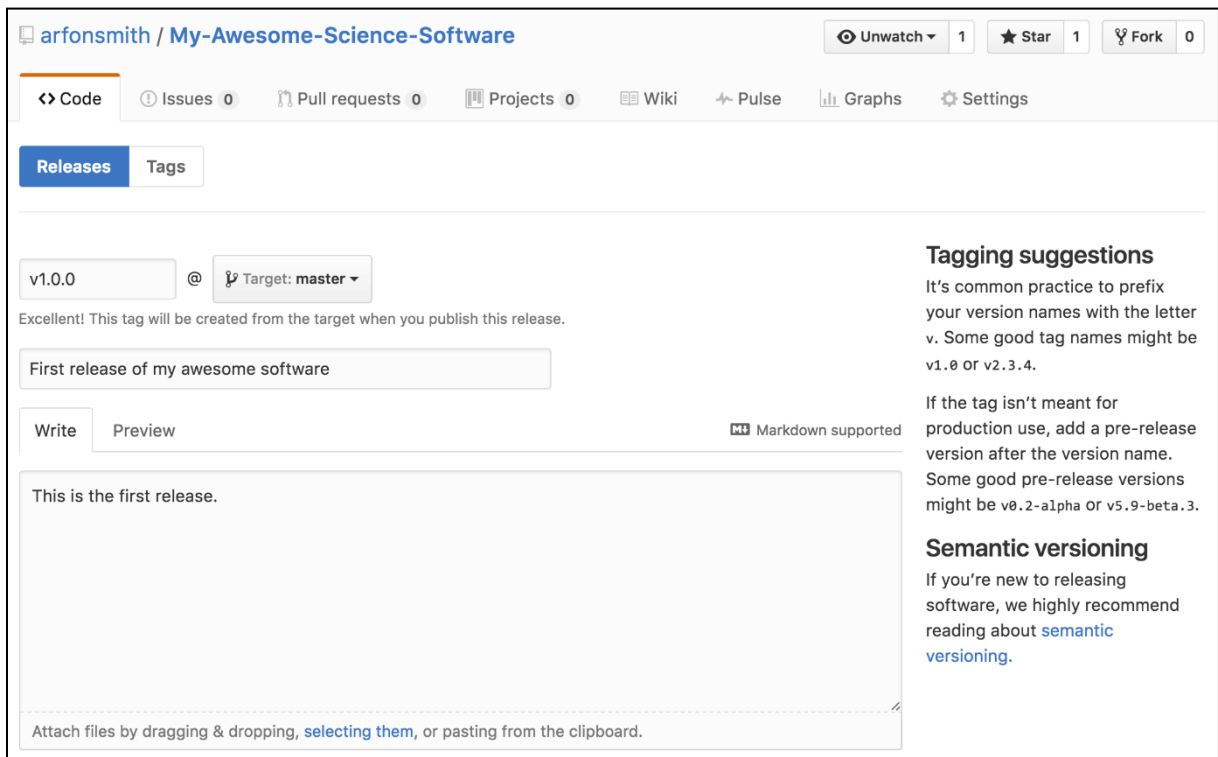 arfonsmith / My-Awesome-Science-Software
Unwatch 1 Star 1 Fork 0
Code Issues 0 Pull requests 0 Projects 0 Wiki Pulse Graphs Settings
Releases Tags
v1.0.0 @ Target: master
Excellent! This tag will be created from the target when you publish this release.
First release of my awesome software
Write Preview Markdown supported
This is the first release.
Attach files by dragging & dropping, selecting them, or pasting from the clipboard.
Tagging suggestions
It's common practice to prefix
your version names with the letter
v. Some good tag names might be
v1.0 or v2.3.4.
If the tag isn't meant for
production use, add a pre-release
version after the version name.
Some good pre-release versions
might be v0.2-alpha or v5.9-beta.3.
Semantic versioning
If you're new to releasing
software, we highly recommend
reading about semantic
versioning.